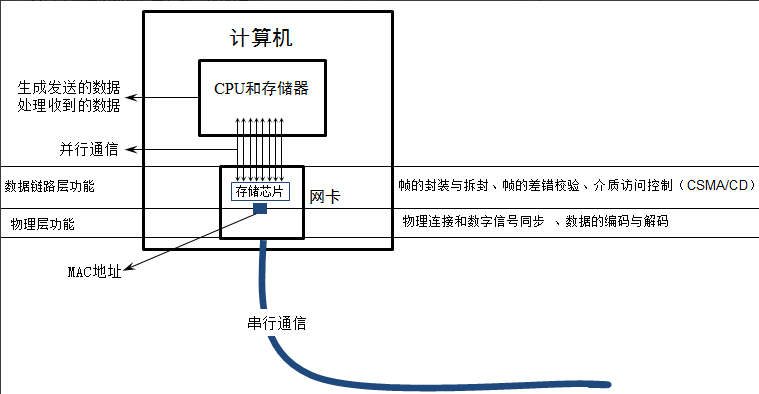 计算机
CPU和存储器
生成发送的数据
处理收到的数据
并行通信
数据链路层功能
存储芯片
网卡
帧的封装与拆封、帧的差错校验、介质访问控制（CSMA/CD）
物理层功能
物理连接和数字信号同步 、数据的编码与解码
MAC地址
串行通信